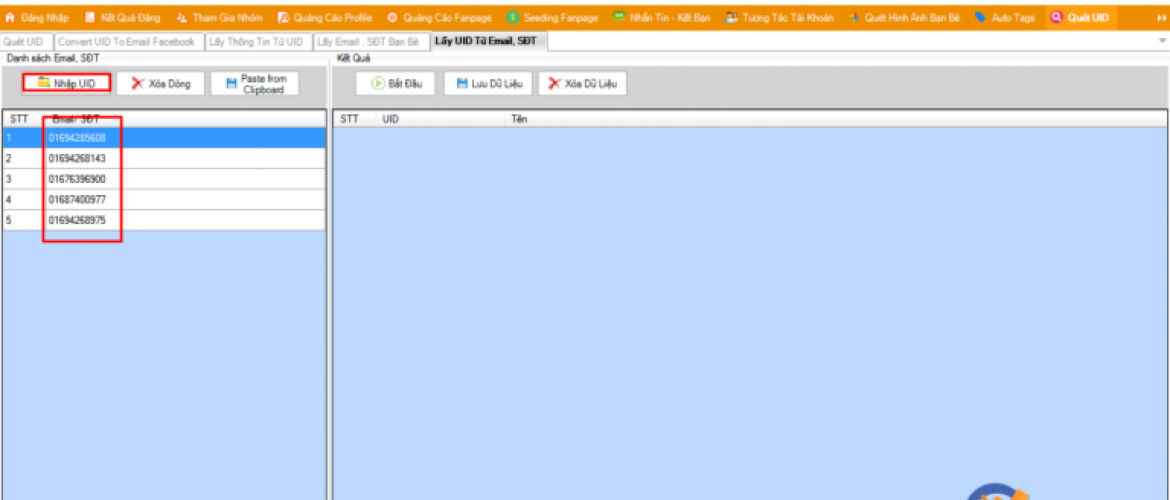 Đăng Nhập Kết Quả Đăng Tham Gia Nhóm Quảng Cáo Profile Quảng Cáo Fanpage Seeding Fanpage Nhắn Tin - Kết Bạn Tương Tác Tài Khoản Quét Hình Ảnh Bạn Bè Auto Tags Quét UID
Quét UID Convert UID To Email Facebook Lấy Thông Tin Từ UID Lấy Email , SĐT Bạn Bè Lấy UID Từ Email, SĐT
Danh sách Email, SĐT Kết Quả
Nhập UID Xóa Dòng Paste from Clipboard Bắt Đầu Lưu Dữ Liệu Xóa Dữ Liệu
STT Email/ SĐT STT UID Tên
1 01694285608
2 01694268143
3 01676396900
4 01687400977
5 01694268975